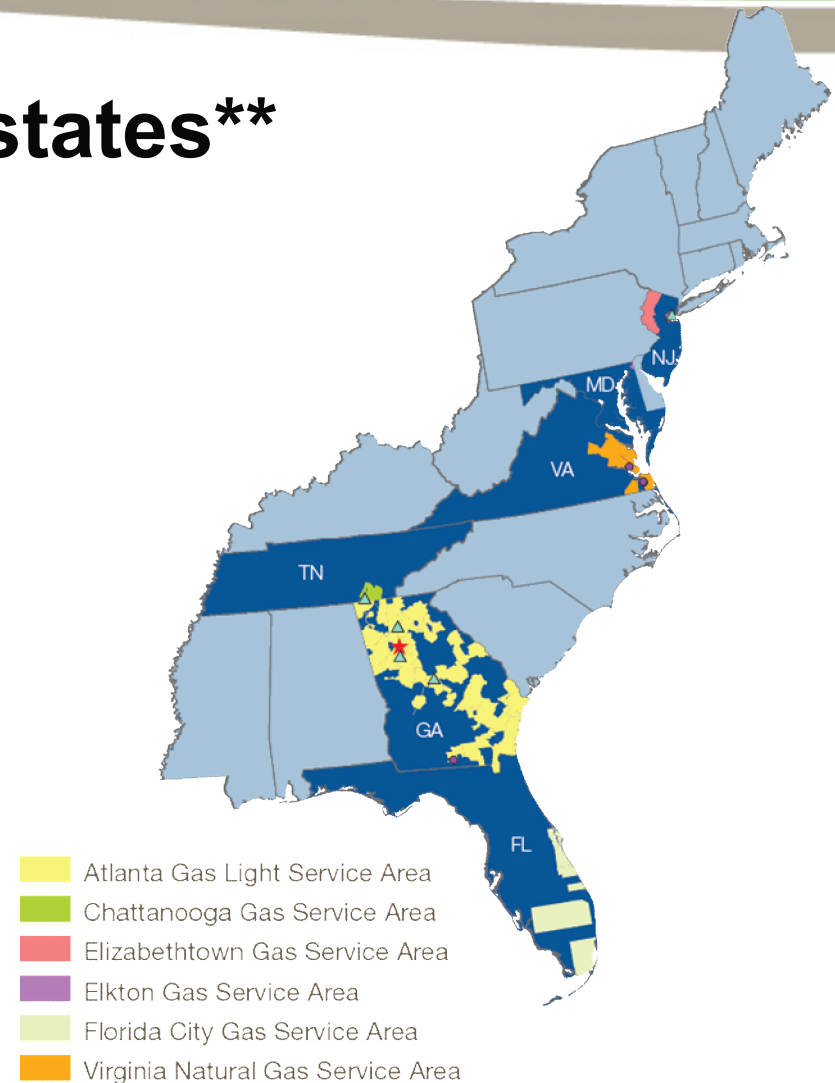 states**
NJ
MD
VA
TN
GA
FL
Atlanta Gas Light Service Area
Chattanooga Gas Service Area
Elizabethtown Gas Service Area
Elkton Gas Service Area
Florida City Gas Service Area
Virginia Natural Gas Service Area